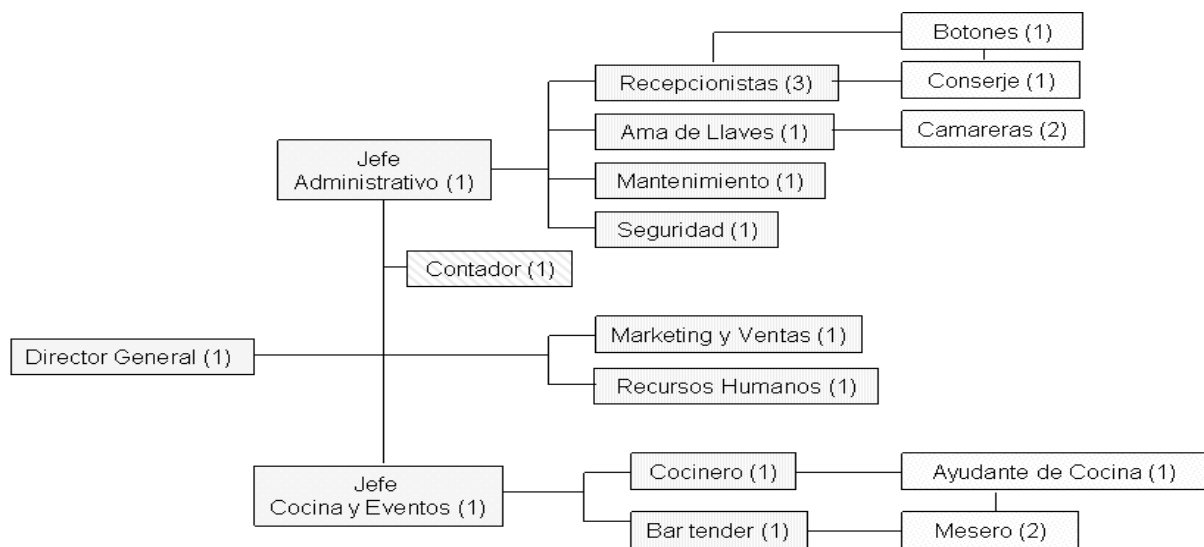 Botones (1)
Recepcionistas (3)
Conserje (1)
Ama de Llaves (1)
Camareras (2)
Jefe
Administrativo (1)
Mantenimiento (1)
Seguridad (1)
Contador (1)
Marketing y Ventas (1)
Director General (1)
Recursos Humanos (1)
Jefe
Cocina y Eventos (1)
Cocinero (1)
Ayudante de Cocina (1)
Bar tender (1)
Mesero (2)